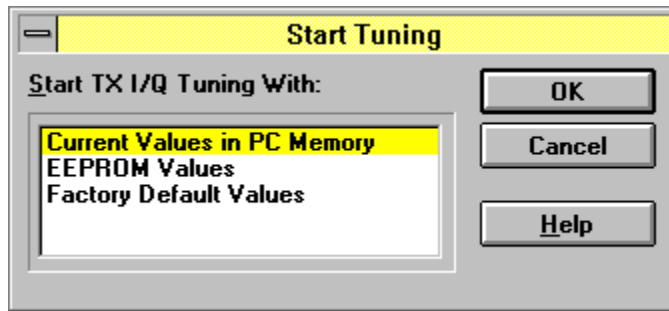 Start Tuning
Start TX I/Q Tuning With:
Current Values in PC Memory
EEPROM Values
Factory Default Values
OK
Cancel
Help